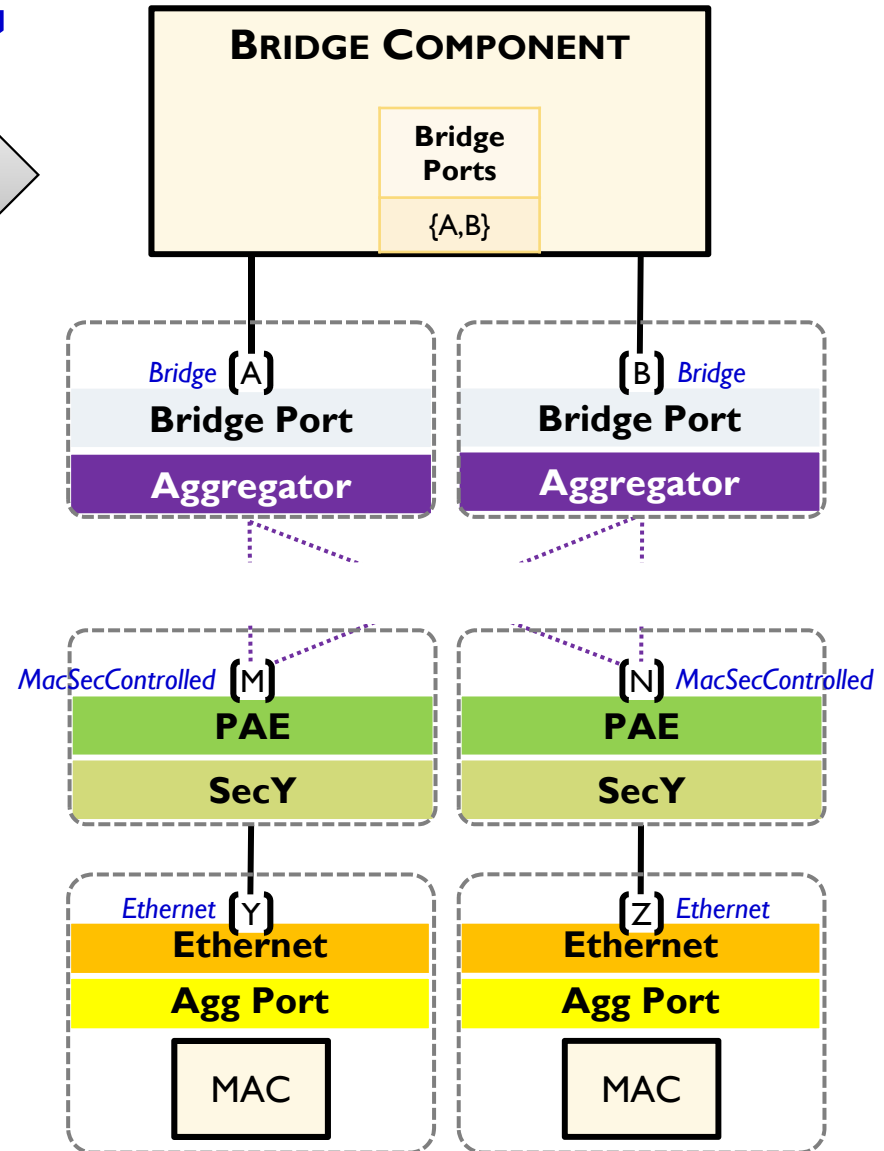 BRIDGE COMPONENT
Bridge
Ports
{A,B}
Bridge [A]
[B] Bridge
Bridge Port
Bridge Port
Aggregator
Aggregator
MacSecControlled [M]
[N] MacSecControlled
PAE
PAE
SecY
SecY
Ethernet [Y]
[Z] Ethernet
Ethernet
Ethernet
Agg Port
Agg Port
MAC
MAC